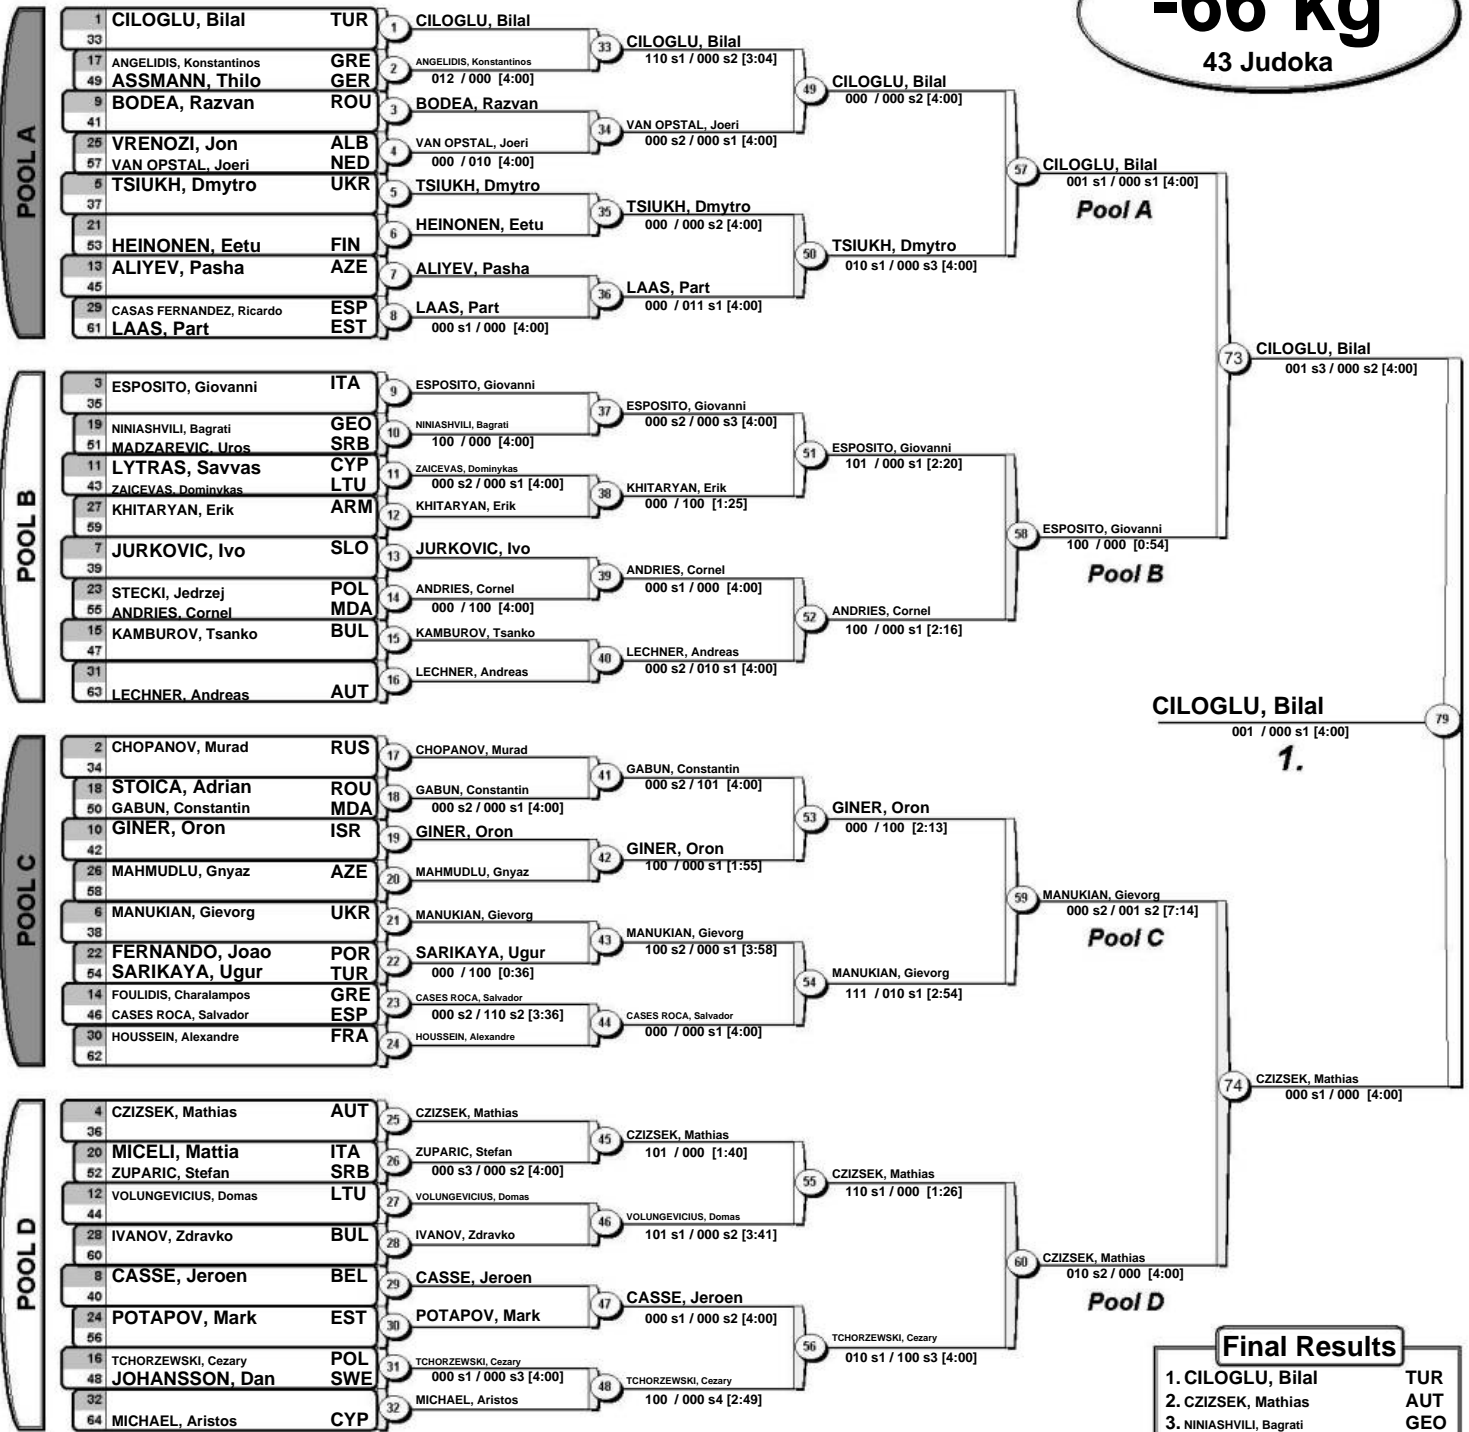 -66 kg
43 Judoka
POOL A
1 CILOGLU, Bilal TUR
33
17 ANGELIDIS, Konstantinos GRE
49 ASSMANN, Thilo GER
9 BODEA, Razvan ROU
41
25 VRENOZI, Jon ALB
57 VAN OPSTAL, Joeri NED
5 TSIUKH, Dmytro UKR
37
21
53 HEINONEN, Eetu FIN
13 ALIYEV, Pasha AZE
45
29 CASAS FERNANDEZ, Ricardo ESP
61 LAAS, Part EST
1 CILOGLU, Bilal
2 ANGELIDIS, Konstantinos
012 / 000 [4:00]
3 BODEA, Razvan
4 VAN OPSTAL, Joeri
000 / 010 [4:00]
5 TSIUKH, Dmytro
6 HEINONEN, Eetu
7 ALIYEV, Pasha
8 LAAS, Part
000 s1 / 000 [4:00]
33 CILOGLU, Bilal
110 s1 / 000 s2 [3:04]
34 VAN OPSTAL, Joeri
000 s2 / 000 s1 [4:00]
35 TSIUKH, Dmytro
000 / 000 s2 [4:00]
36 LAAS, Part
000 / 011 s1 [4:00]
49 CILOGLU, Bilal
000 / 000 s2 [4:00]
50 TSIUKH, Dmytro
010 s1 / 000 s3 [4:00]
57 CILOGLU, Bilal
001 s1 / 000 s1 [4:00]
Pool A
POOL B
3 ESPOSITO, Giovanni ITA
35
19 NINIASHVILI, Bagrati GEO
51 MADZAREVIC, Uros SRB
11 LYTRAS, Savvas CYP
43 ZAICEVAS, Dominykas LTU
27 KHITARYAN, Erik ARM
59
7 JURKOVIC, Ivo SLO
39
23 STECKI, Jedrzej POL
55 ANDRIES, Cornel MDA
15 KAMBUROV, Tsanko BUL
47
31
63 LECHNER, Andreas AUT
9 ESPOSITO, Giovanni
10 NINIASHVILI, Bagrati
100 / 000 [4:00]
11 ZAICEVAS, Dominykas
000 s2 / 000 s1 [4:00]
12 KHITARYAN, Erik
13 JURKOVIC, Ivo
14 ANDRIES, Cornel
000 / 100 [4:00]
15 KAMBUROV, Tsanko
16 LECHNER, Andreas
37 ESPOSITO, Giovanni
000 s2 / 000 s3 [4:00]
38 KHITARYAN, Erik
000 / 100 [1:25]
39 ANDRIES, Cornel
000 s1 / 000 [4:00]
40 LECHNER, Andreas
000 s2 / 010 s1 [4:00]
51 ESPOSITO, Giovanni
101 / 000 s1 [2:20]
52 ANDRIES, Cornel
100 / 000 s1 [2:16]
58 ESPOSITO, Giovanni
100 / 000 [0:54]
Pool B
73 CILOGLU, Bilal
001 s3 / 000 s2 [4:00]
CILOGLU, Bilal 79
001 / 000 s1 [4:00]
1.
POOL C
2 CHOPANOV, Murad RUS
34
18 STOICA, Adrian ROU
50 GABUN, Constantin MDA
10 GINER, Oron ISR
42
26 MAHMUDLU, Gnyaz AZE
58
6 MANUKIAN, Gievorg UKR
38
22 FERNANDO, Joao POR
54 SARIKAYA, Ugur TUR
14 FOULIDIS, Charalampos GRE
46 CASES ROCA, Salvador ESP
30 HOUSSEIN, Alexandre FRA
62
17 CHOPANOV, Murad
18 GABUN, Constantin
000 s2 / 000 s1 [4:00]
19 GINER, Oron
20 MAHMUDLU, Gnyaz
21 MANUKIAN, Gievorg
22 SARIKAYA, Ugur
000 / 100 [0:36]
23 CASES ROCA, Salvador
000 s2 / 110 s2 [3:36]
24 HOUSSEIN, Alexandre
41 GABUN, Constantin
000 s2 / 101 [4:00]
42 GINER, Oron
100 / 000 s1 [1:55]
43 MANUKIAN, Gievorg
100 s2 / 000 s1 [3:58]
44 CASES ROCA, Salvador
000 / 000 s1 [4:00]
53 GINER, Oron
000 / 100 [2:13]
54 MANUKIAN, Gievorg
111 / 010 s1 [2:54]
59 MANUKIAN, Gievorg
000 s2 / 001 s2 [7:14]
Pool C
POOL D
4 CZIZSEK, Mathias AUT
36
20 MICELI, Mattia ITA
52 ZUPARIC, Stefan SRB
12 VOLUNGEVICIUS, Domas LTU
44
28 IVANOV, Zdravko BUL
60
8 CASSE, Jeroen BEL
40
24 POTAPOV, Mark EST
56
16 TCHORZEWSKI, Cezary POL
48 JOHANSSON, Dan SWE
32
64 MICHAEL, Aristos CYP
25 CZIZSEK, Mathias
26 ZUPARIC, Stefan
000 s3 / 000 s2 [4:00]
27 VOLUNGEVICIUS, Domas
28 IVANOV, Zdravko
29 CASSE, Jeroen
30 POTAPOV, Mark
31 TCHORZEWSKI, Cezary
000 s1 / 000 s3 [4:00]
32 MICHAEL, Aristos
45 CZIZSEK, Mathias
101 / 000 [1:40]
46 VOLUNGEVICIUS, Domas
101 s1 / 000 s2 [3:41]
47 CASSE, Jeroen
000 s1 / 000 s2 [4:00]
48 TCHORZEWSKI, Cezary
100 / 000 s4 [2:49]
55 CZIZSEK, Mathias
110 s1 / 000 [1:26]
56 TCHORZEWSKI, Cezary
010 s1 / 100 s3 [4:00]
60 CZIZSEK, Mathias
010 s2 / 000 [4:00]
Pool D
74 CZIZSEK, Mathias
000 s1 / 000 [4:00]
Final Results
1. CILOGLU, Bilal TUR
2. CZIZSEK, Mathias AUT
3. NINIASHVILI, Bagrati GEO